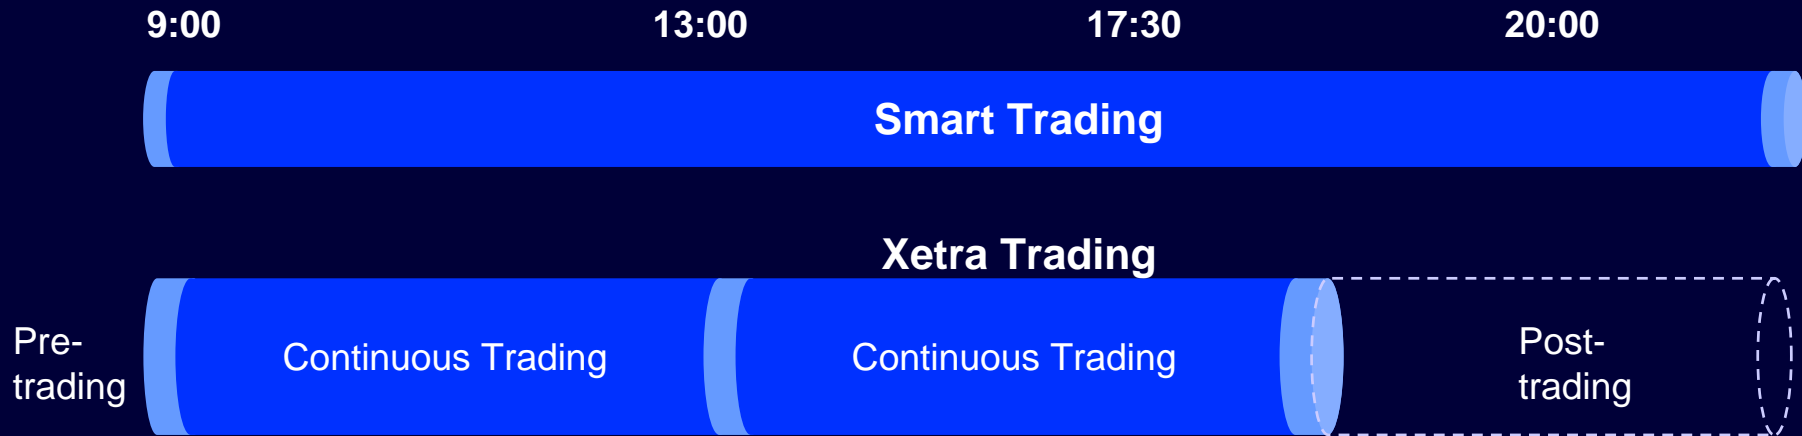 9:00 13:00 17:30 20:00
Smart Trading
Xetra Trading
Pre-
trading
Continuous Trading
Continuous Trading
Post-
trading